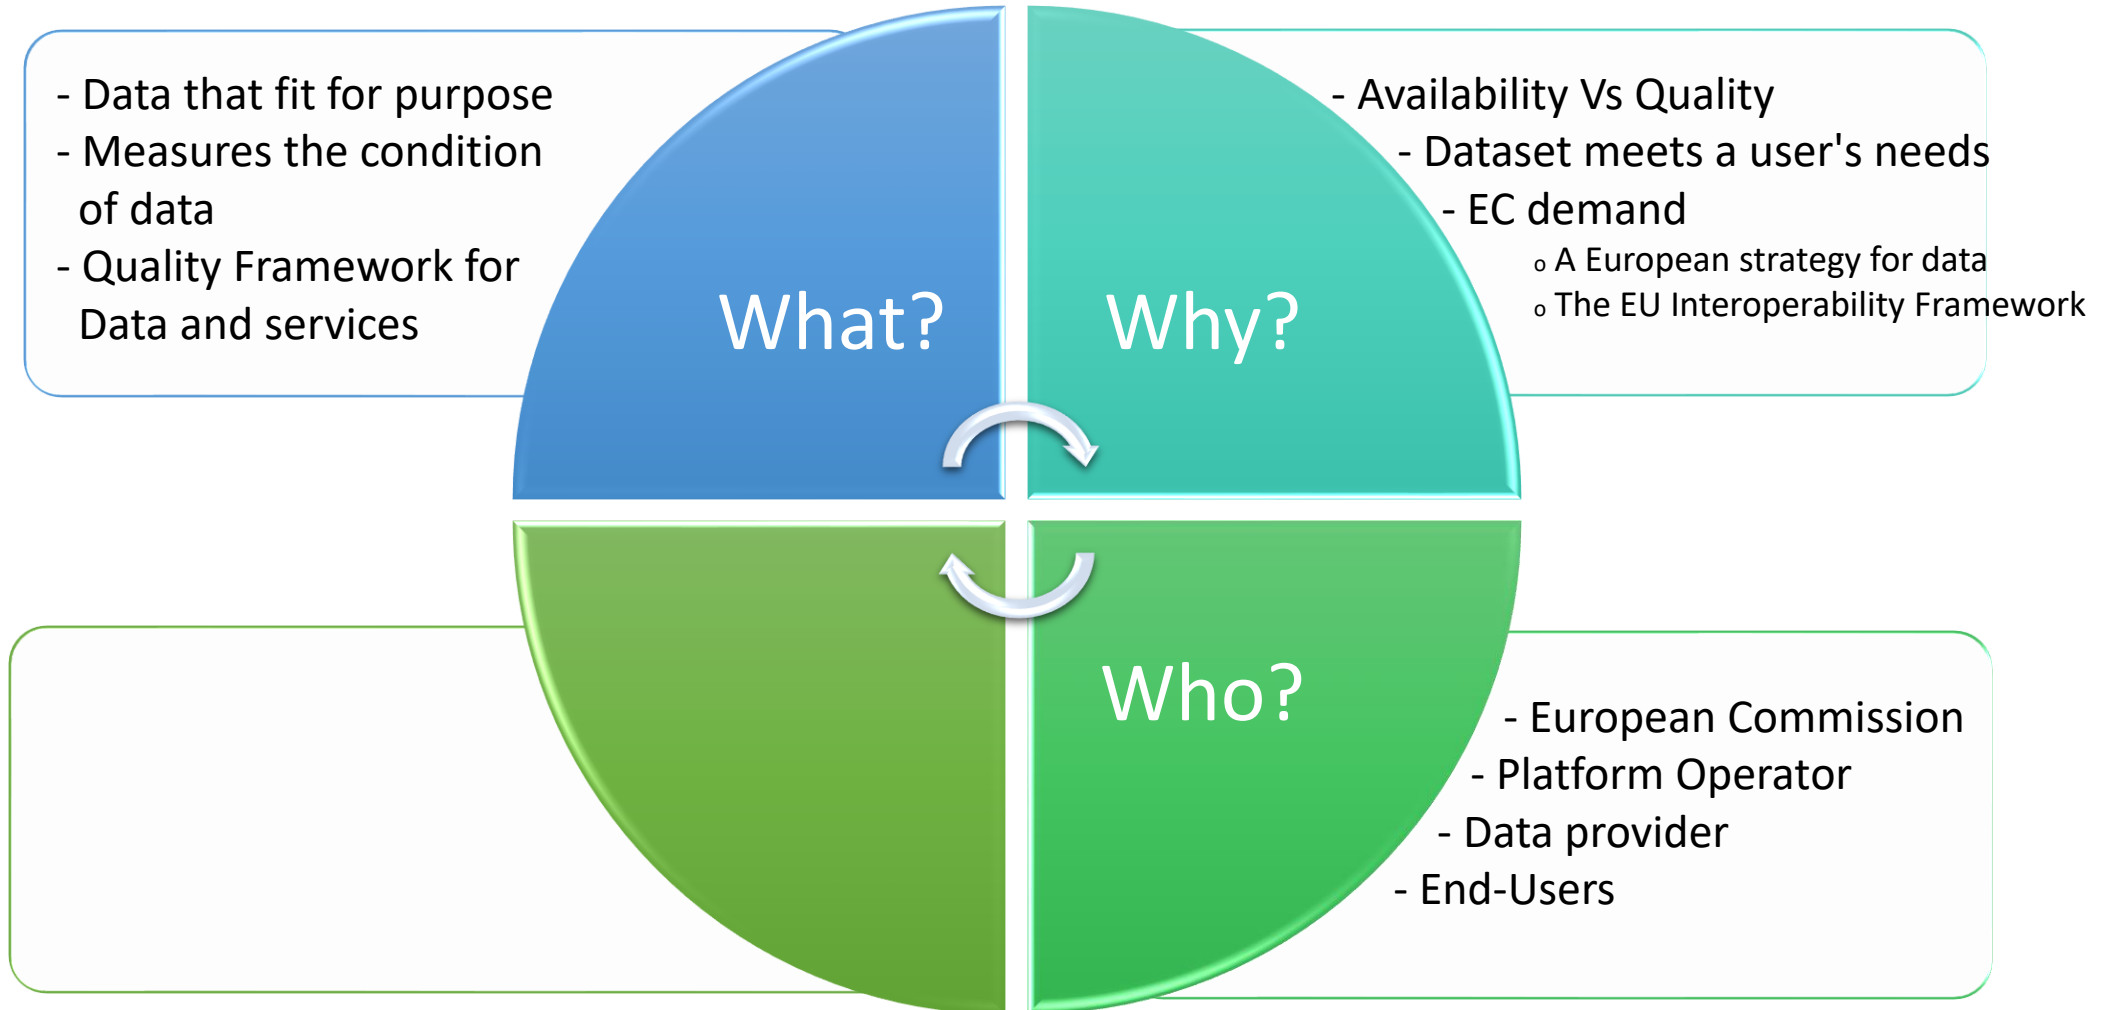 - Data that fit for purpose
- Measures the condition
of data
- Quality Framework for
Data and services
What?
- Availability Vs Quality
- Dataset meets a user's needs
- EC demand
o A European strategy for data
o The EU Interoperability Framework
Why?
Who?
- European Commission
- Platform Operator
- Data provider
- End-Users